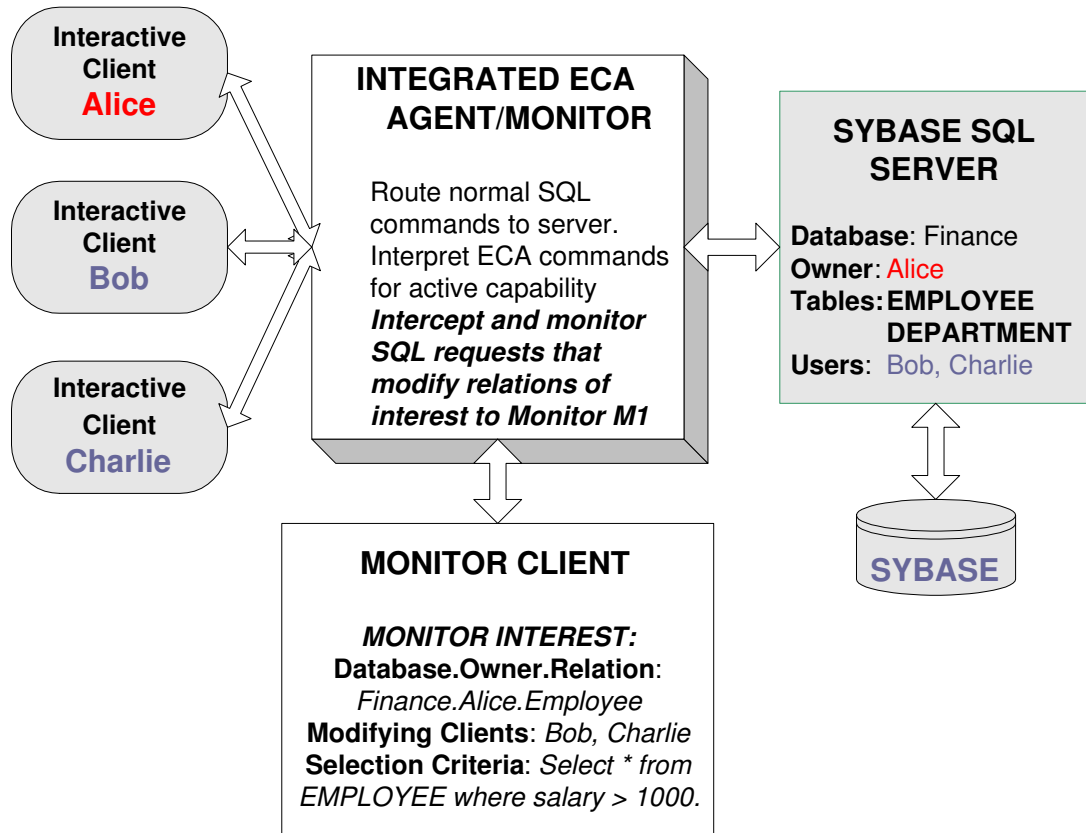 Interactive
Client
Alice
Interactive
Client
Bob
Interactive
Client
Charlie
INTEGRATED ECA
AGENT/MONITOR
Route normal SQL
commands to server.
Interpret ECA commands
for active capability
Intercept and monitor
SQL requests that
modify relations of
interest to Monitor M1
SYBASE SQL
SERVER
Database: Finance
Owner: Alice
Tables: EMPLOYEE
DEPARTMENT
Users: Bob, Charlie
SYBASE
MONITOR CLIENT
MONITOR INTEREST:
Database.Owner.Relation:
Finance.Alice.Employee
Modifying Clients: Bob, Charlie
Selection Criteria: Select * from
EMPLOYEE where salary > 1000.